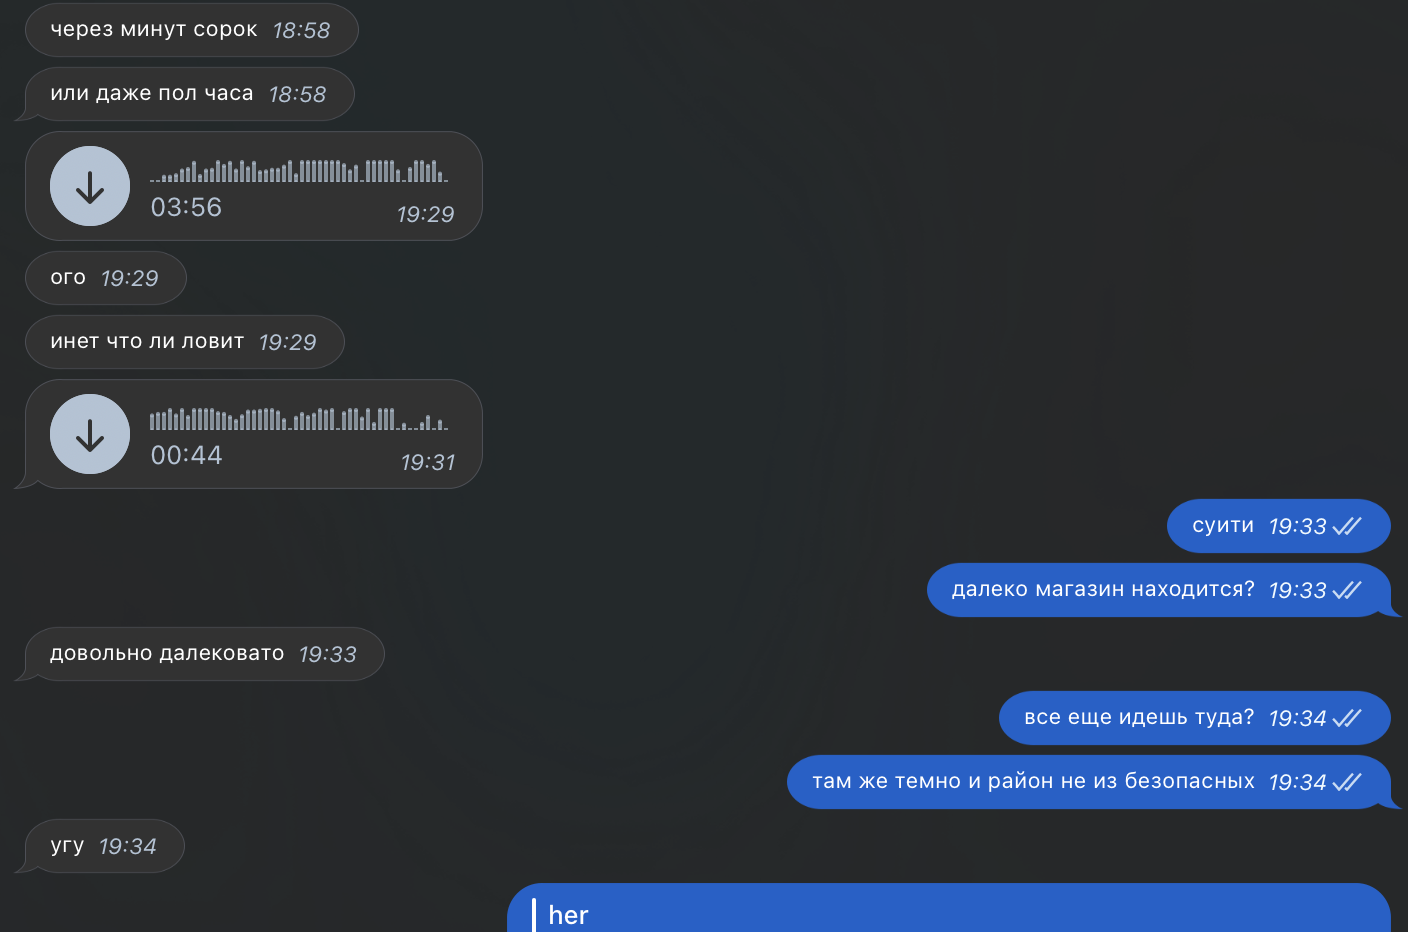 через минут сорок 18:58
или даже пол часа 18:58
03:56 19:29
ого 19:29
инет что ли ловит 19:29
00:44 19:31
суити 19:33
далеко магазин находится? 19:33
довольно далековато 19:33
все еще идешь туда? 19:34
там же темно и район не из безопасных 19:34
угу 19:34
her